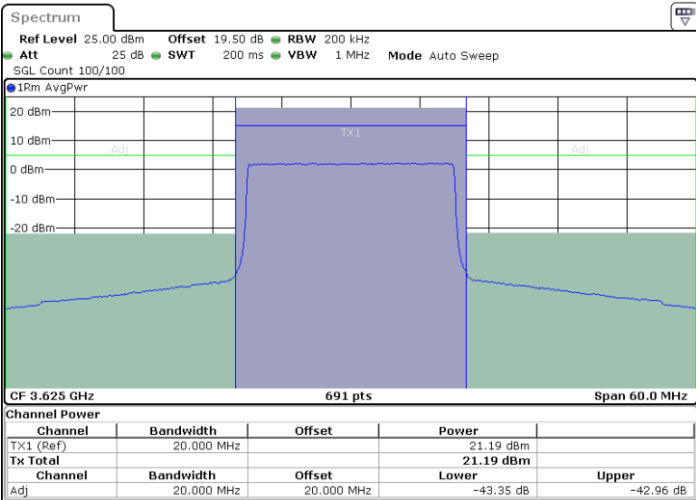 Spectrum
Ref Level 25.00 dBm Offset 19.50 dB RBW 200 kHz
Att 25 dB SWT 200 ms VBW 1 MHz Mode Auto Sweep
SGL Count 100/100
1Rm AvgPwr
20 dBm
TX1
10 dBm
Adj Adj
0 dBm
-10 dBm
-20 dBm
CF 3.625 GHz 691 pts Span 60.0 MHz
Channel Power
Channel Bandwidth Offset Power
TX1 (Ref) 20.000 MHz 21.19 dBm
Tx Total 21.19 dBm
Channel Bandwidth Offset Lower Upper
Adj 20.000 MHz 20.000 MHz -43.35 dB -42.96 dB